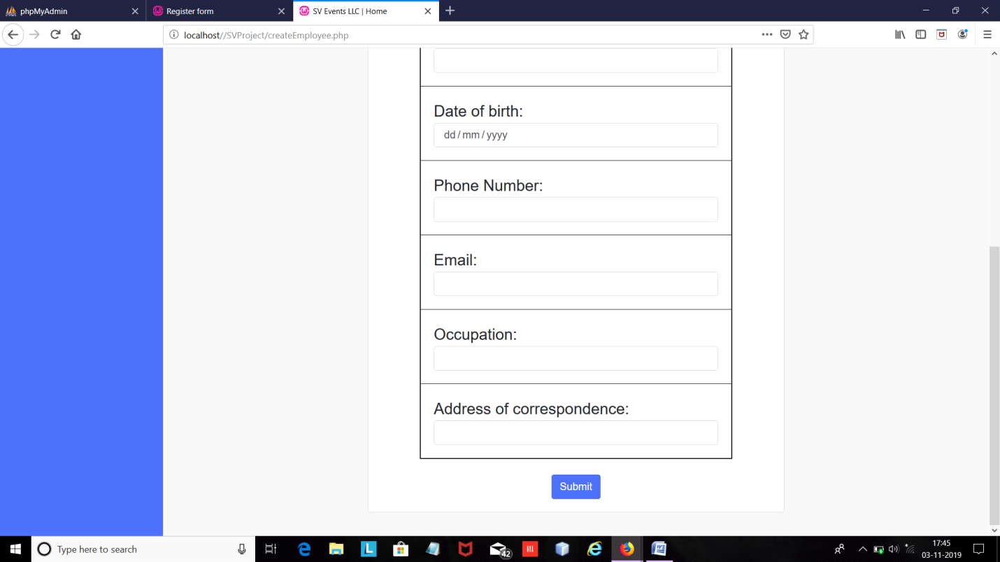 phpMyAdmin
Register form
SV Events LLC | Home
localhost//SVProject/createEmployee.php
Date of birth:
dd / mm / yyyy
Phone Number:
Email:
Occupation:
Address of correspondence:
Submit
Type here to search
L
42
17:45
03-11-2019